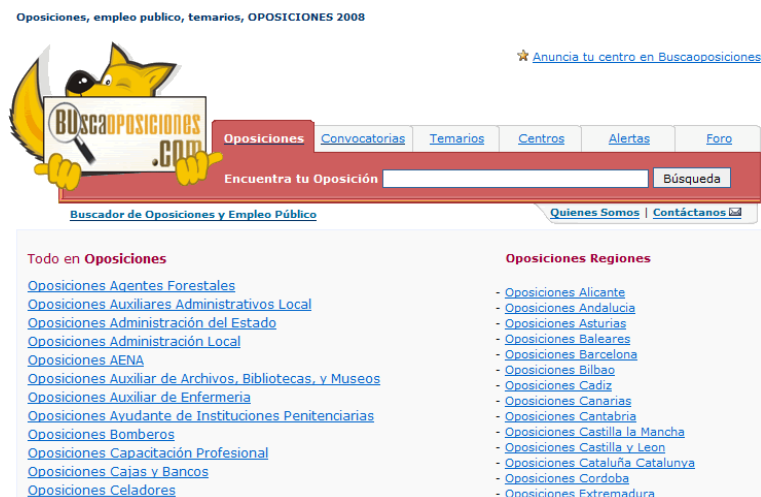 Oposiciones, empleo publico, temarios, OPOSICIONES 2008
Anuncia tu centro en Buscaoposiciones
BUscaOPOSICIONES
.COM
Oposiciones Convocatorias Temarios Centros Alertas Foro
Encuentra tu Oposición Búsqueda
Buscador de Oposiciones y Empleo Público
Quienes Somos | Contáctanos
Todo en Oposiciones
Oposiciones Agentes Forestales
Oposiciones Auxiliares Administrativos Local
Oposiciones Administración del Estado
Oposiciones Administración Local
Oposiciones AENA
Oposiciones Auxiliar de Archivos, Bibliotecas, y Museos
Oposiciones Auxiliar de Enfermeria
Oposiciones Ayudante de Instituciones Penitenciarias
Oposiciones Bomberos
Oposiciones Capacitación Profesional
Oposiciones Cajas y Bancos
Oposiciones Celadores
Oposiciones Regiones
- Oposiciones Alicante
- Oposiciones Andalucia
- Oposiciones Asturias
- Oposiciones Baleares
- Oposiciones Barcelona
- Oposiciones Bilbao
- Oposiciones Cadiz
- Oposiciones Canarias
- Oposiciones Cantabria
- Oposiciones Castilla la Mancha
- Oposiciones Castilla y Leon
- Oposiciones Cataluña Catalunya
- Oposiciones Cordoba
- Oposiciones Extremadura